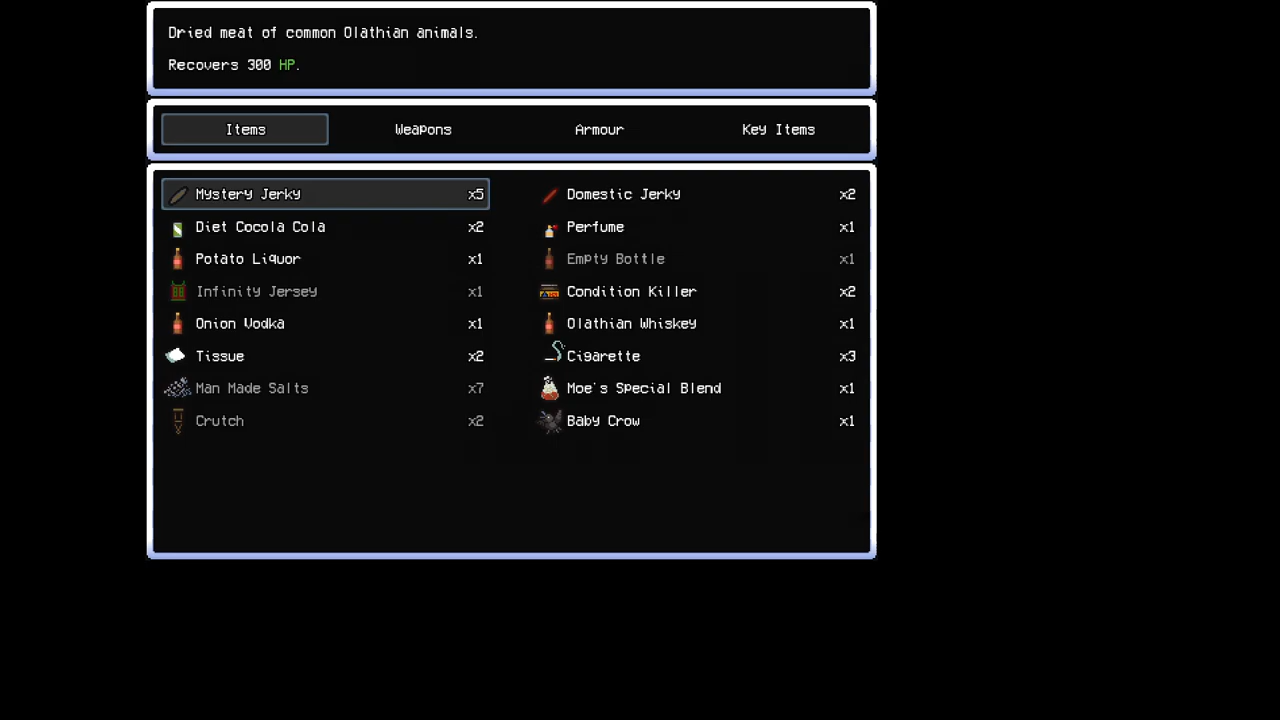 Dried meat of common Olathian animals.
Recovers 300 HP.
Items Weapons Armour Key Items
Mystery Jerky x5 Domestic Jerky x2
Diet Cocola Cola x2 Perfume x1
Potato Liquor x1 Empty Bottle x1
Infinity Jersey x1 Condition Killer x2
Onion Vodka x1 Olathian Whiskey x1
Tissue x2 Cigarette x3
Man Made Salts x7 Moe's Special Blend x1
Crutch x2 Baby Crow x1